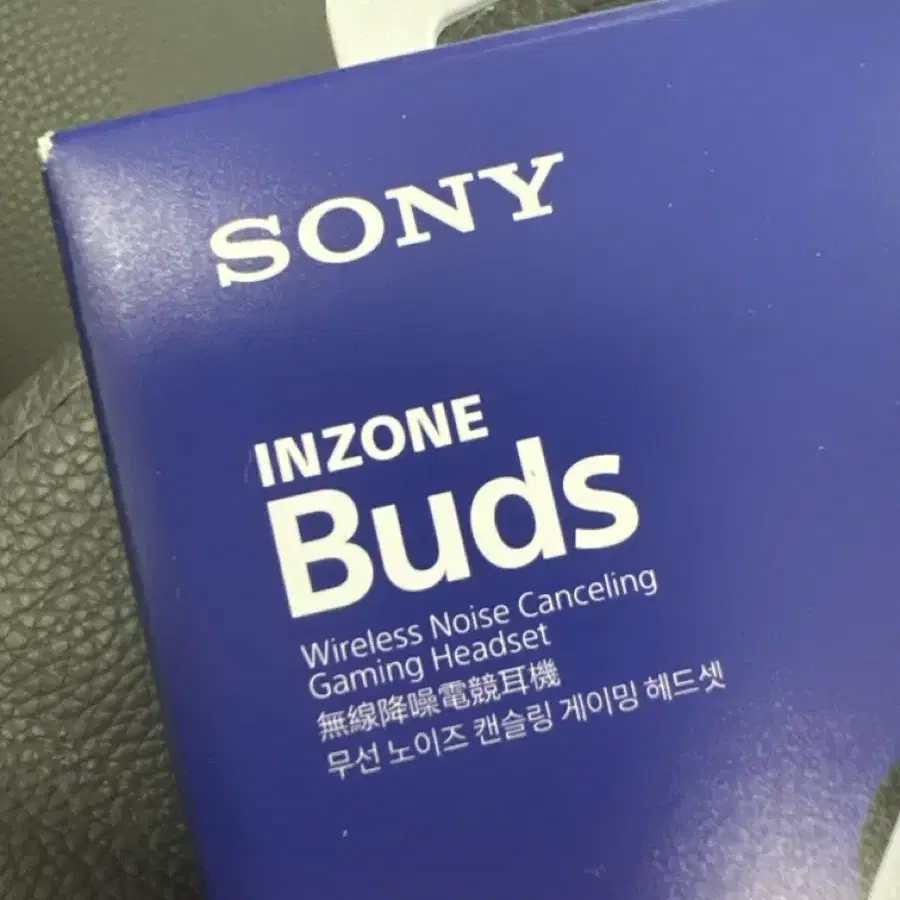 SONY
INZONE
Buds
Wireless Noise Canceling
Gaming Headset
無線降噪電競耳機
무선 노이즈 캔슬링 게이밍 헤드셋